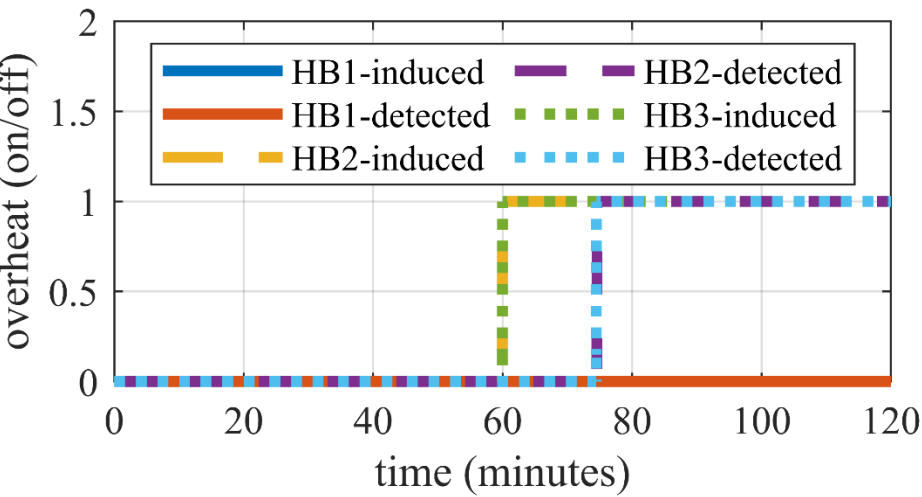 2
1.5
1
0.5
0
overheat (on/off)
HB1-induced
HB1-detected
HB2-induced
HB2-detected
HB3-induced
HB3-detected
0 20 40 60 80 100 120
time (minutes)